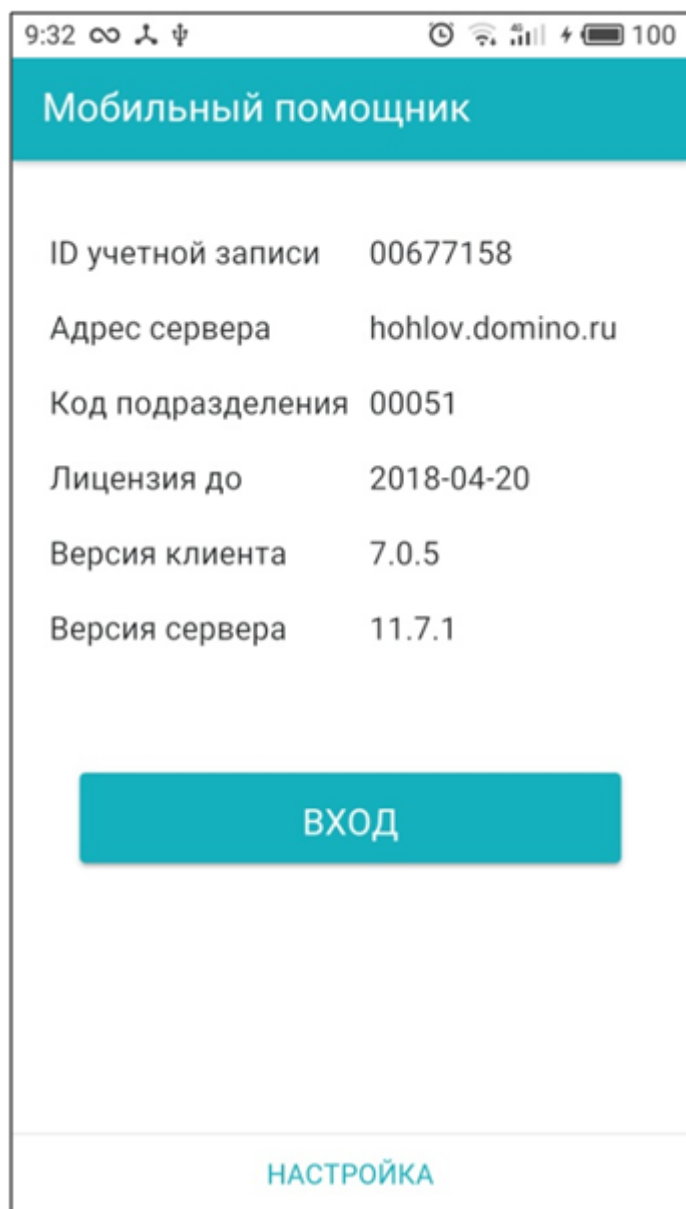 9:32 100
Мобильный помощник
ID учетной записи 00677158
Адрес сервера hohlov.domino.ru
Код подразделения 00051
Лицензия до 2018-04-20
Версия клиента 7.0.5
Версия сервера 11.7.1
ВХОД
НАСТРОЙКА